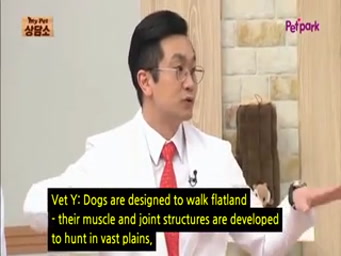 My Pet
상담소
Petpark
Vet Y: Dogs are designed to walk flatland
- their muscle and joint structures are developed
to hunt in vast plains,